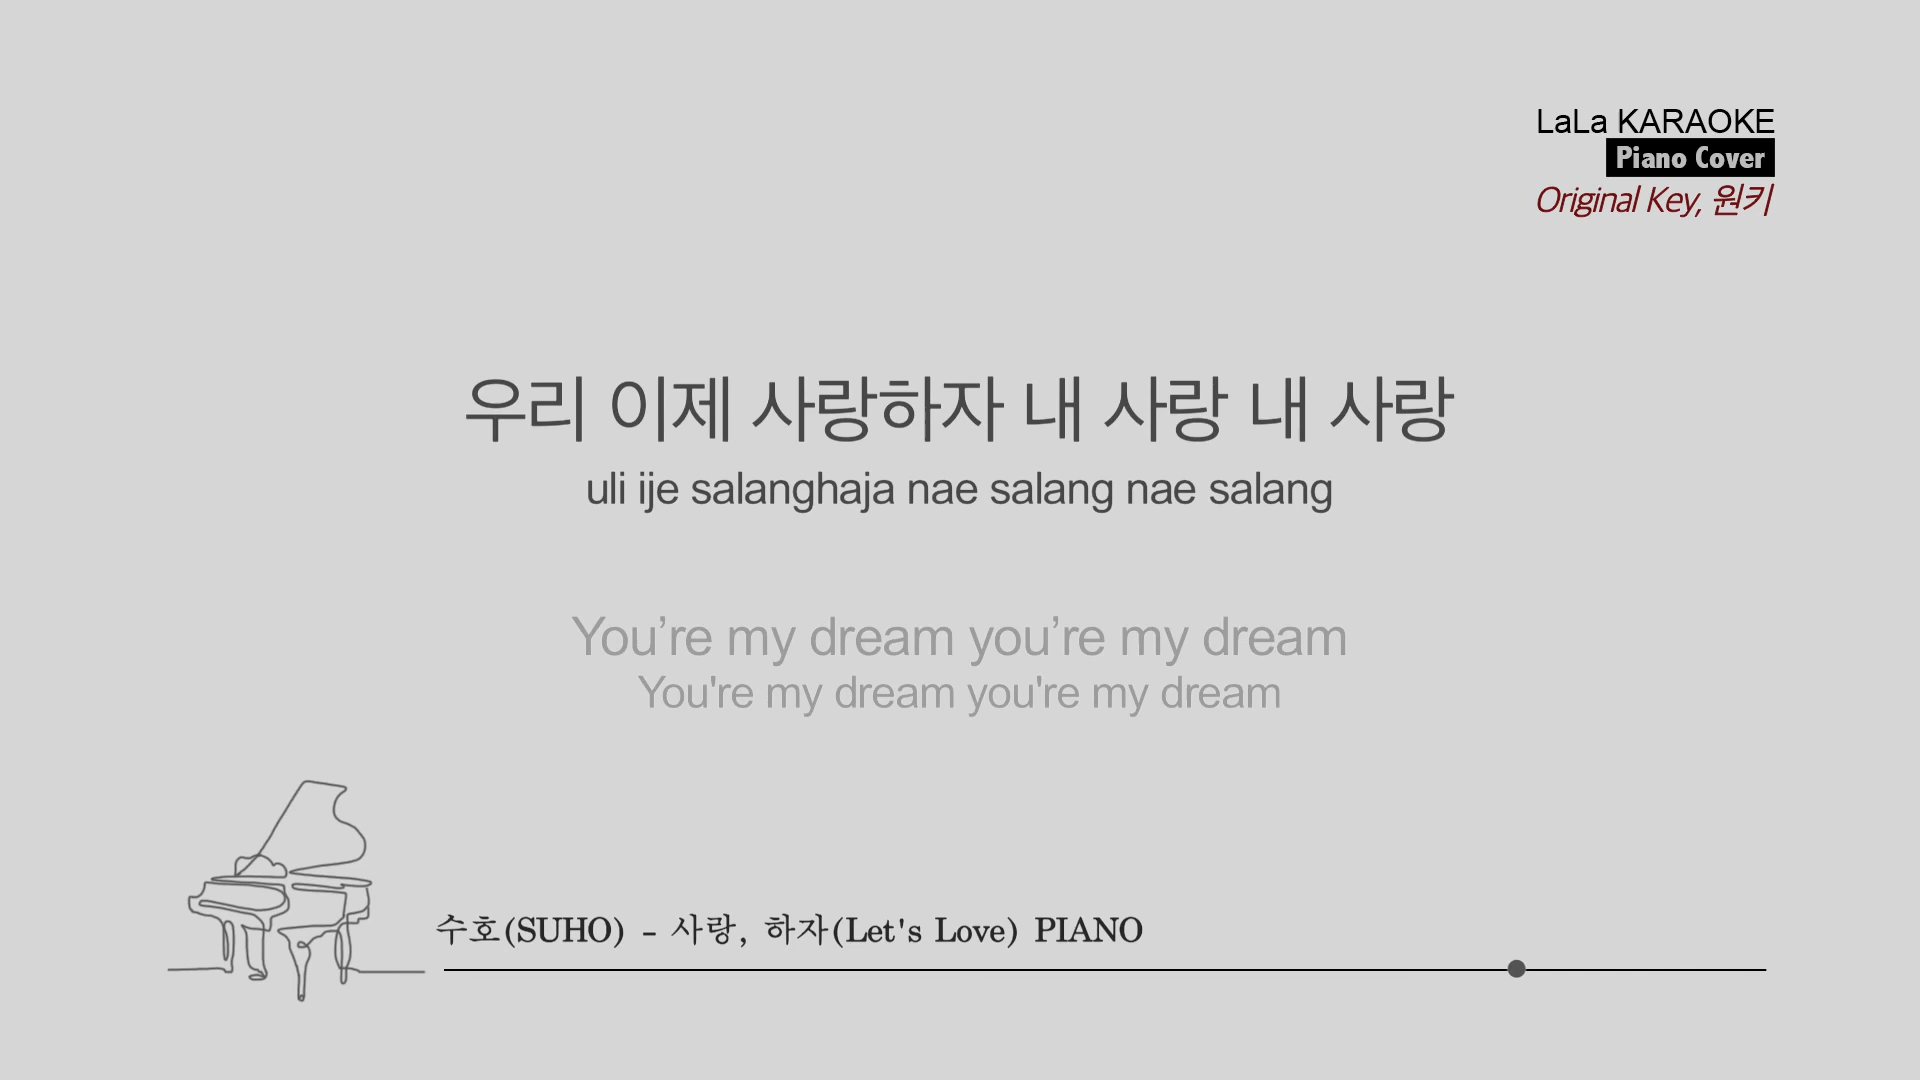 LaLa KARAOKE
Piano Cover
Original Key, 원키
우리 이제 사랑하자 내 사랑 내 사랑
uli ije salanghaja nae salang nae salang
You’re my dream you’re my dream
You're my dream you're my dream
수호(SUHO) - 사랑, 하자(Let's Love) PIANO